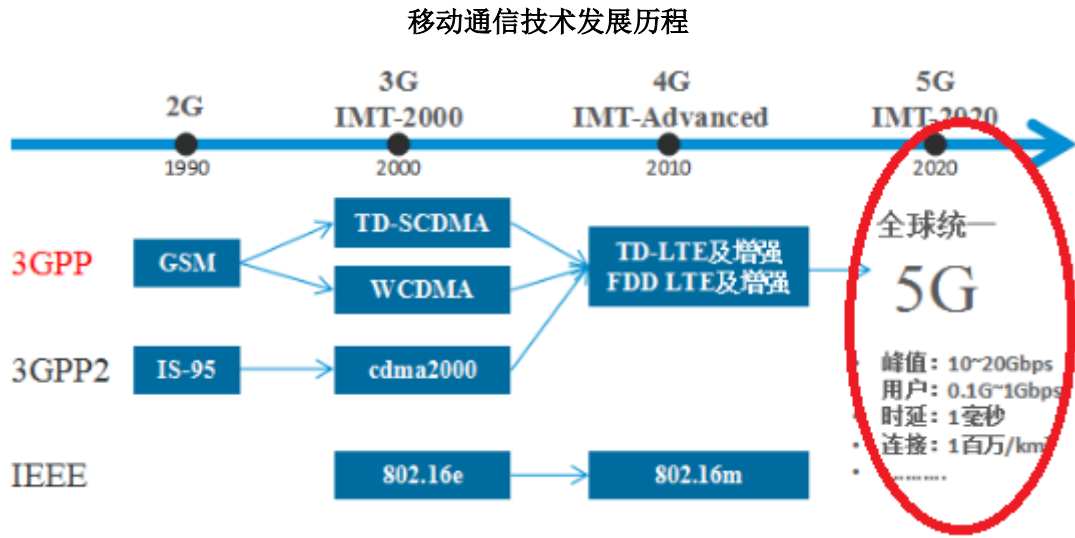 移动通信技术发展历程
2G
3G
IMT-2000
4G
IMT-Advanced
5G
IMT-2020
1990
2000
2010
2020
3GPP
GSM
TD-SCDMA
WCDMA
TD-LTE及增强
FDD LTE及增强
全球统一
5G
3GPP2
IS-95
cdma2000
峰值：10~20Gbps
用户：0.1G~1Gbps
时延：1毫秒
连接：1百万/km²
..........
IEEE
802.16e
802.16m